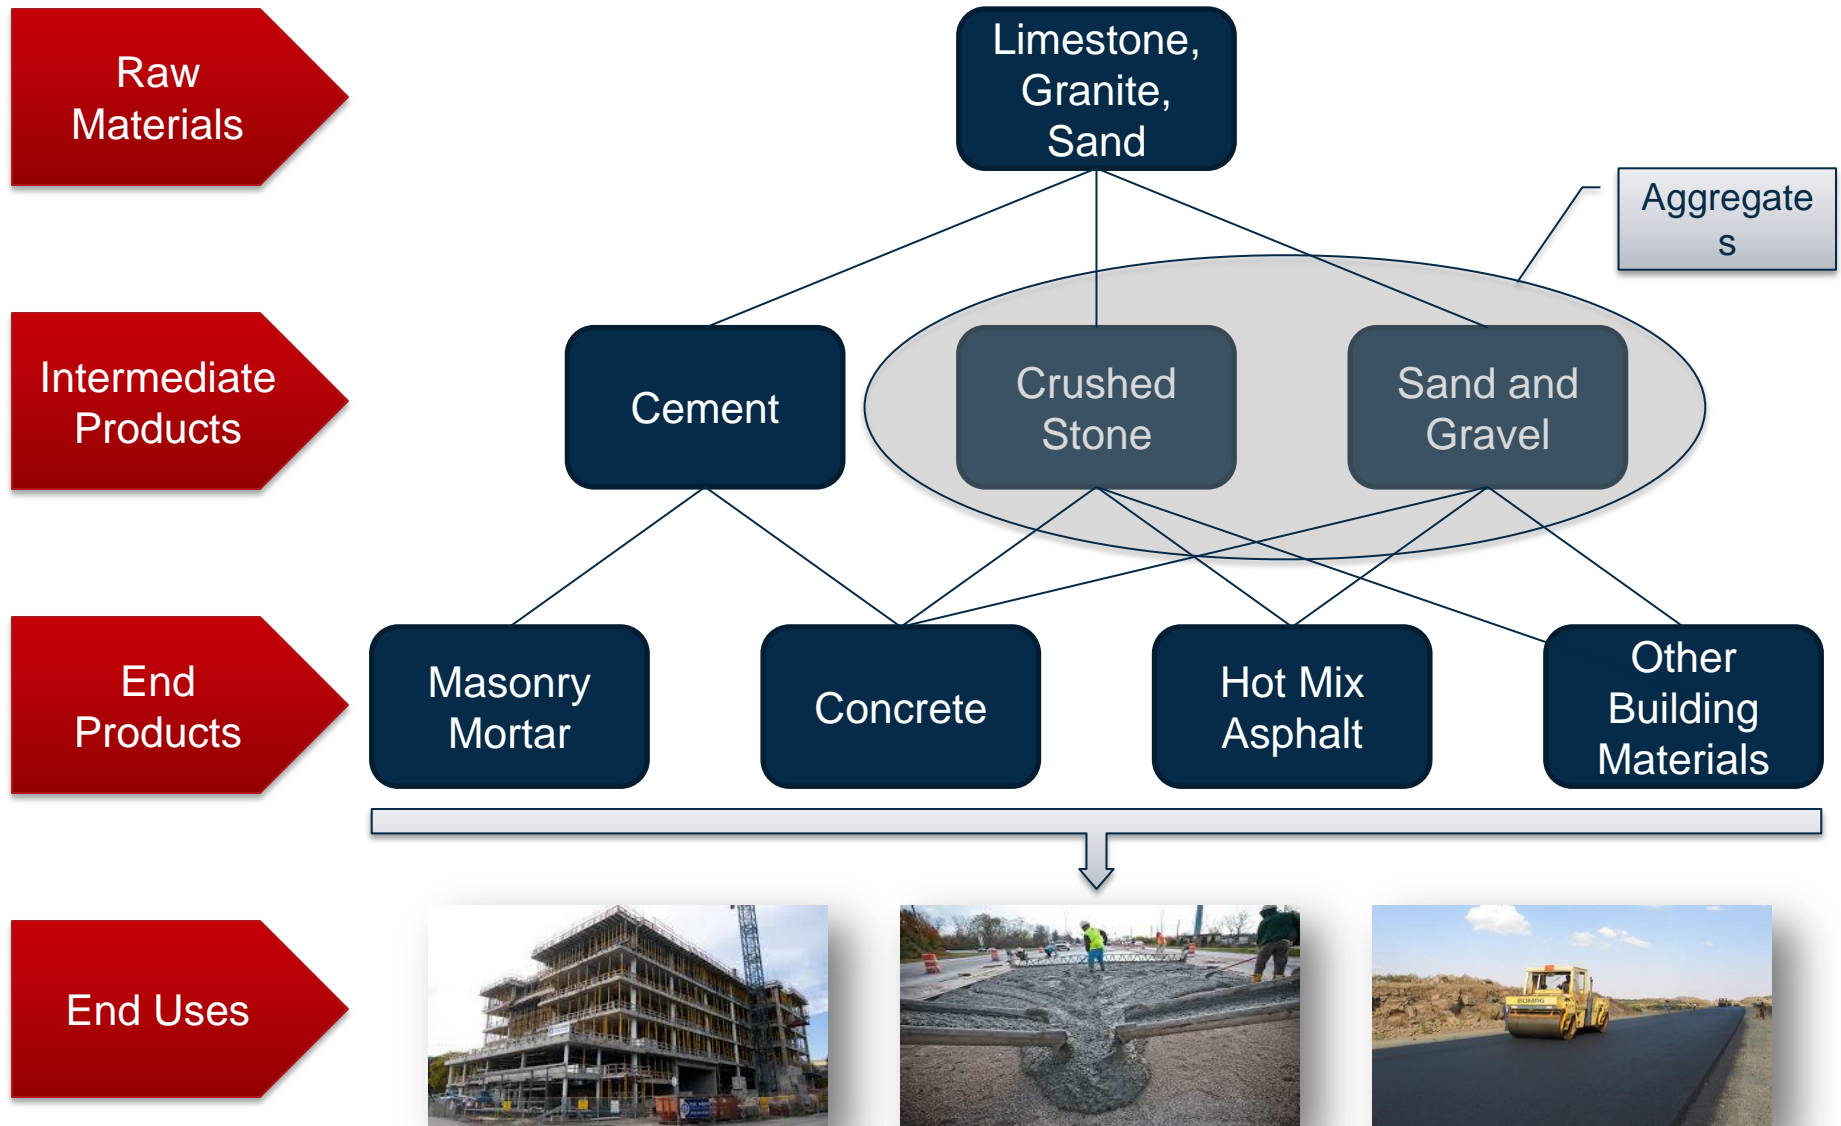 Raw
Materials
Limestone,
Granite,
Sand
Aggregate
s
Intermediate
Products
Cement
Crushed
Stone
Sand and
Gravel
End
Products
Masonry
Mortar
Concrete
Hot Mix
Asphalt
Other
Building
Materials
End Uses
BOMAG